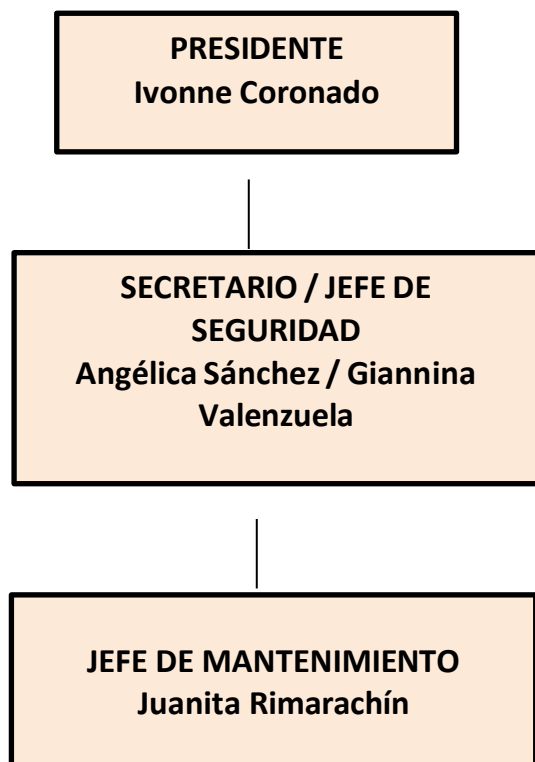 PRESIDENTE
Ivonne Coronado
SECRETARIO / JEFE DE
SEGURIDAD
Angélica Sánchez / Giannina
Valenzuela
JEFE DE MANTENIMIENTO
Juanita Rimarachín